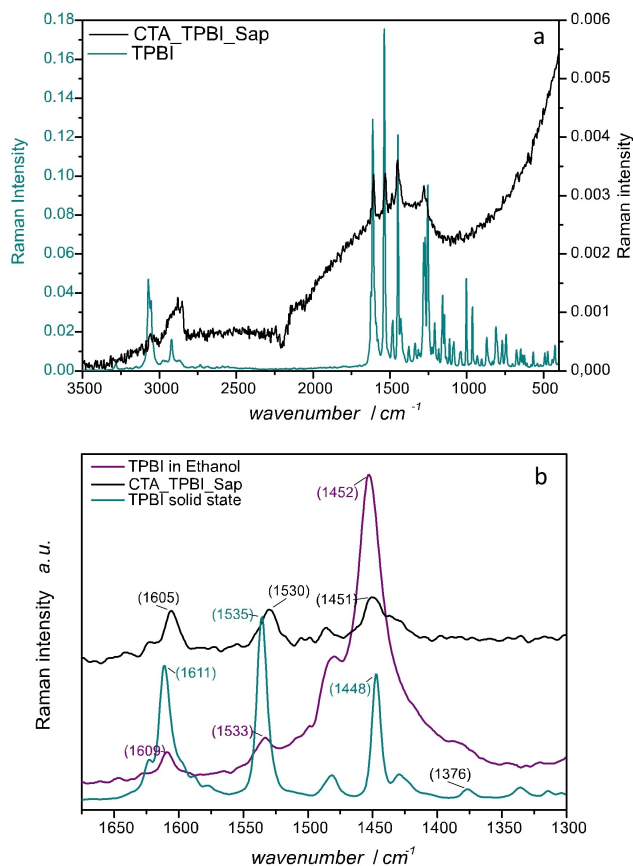 CTA_TPBI_Sap
TPBI
a
0.18
0.16
0.14
0.12
0.10
0.08
0.06
0.04
0.02
0.00
Raman Intensity
0.006
0.005
0.004
0.003
0.002
0.001
0,000
Raman intensity
3500 3000 2500 2000 1500 1000 500
wavenumber / cm-1
TPBI in Ethanol
CTA_TPBI_Sap
TPBI solid state
b
(1452)
(1605)
(1530)
(1451)
(1535)
(1611)
(1448)
(1533)
(1609)
(1376)
Raman intensity a.u.
1650 1600 1550 1500 1450 1400 1350 1300
wavenumber / cm-1